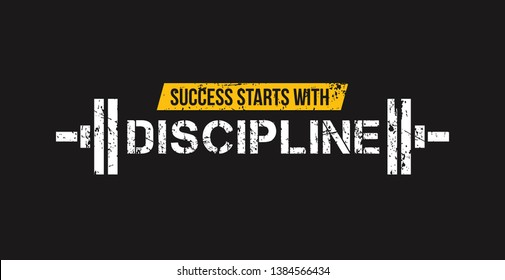 SUCCESS STARTS WITH
DISCIPLINE
shutterstock.com · 1384566434